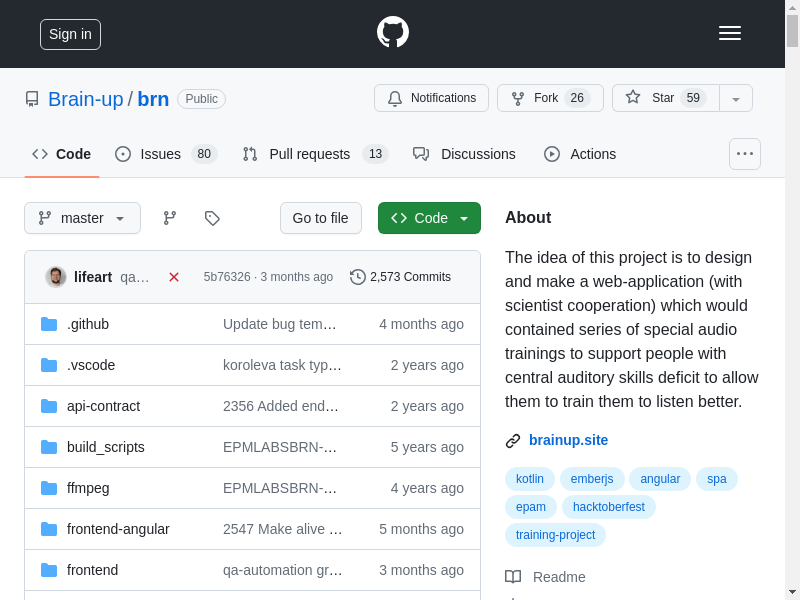 Sign in
Brain-up / brn Public
Notifications
Fork 26
Star 59
Code
Issues 80
Pull requests 13
Discussions
Actions
master
Go to file
Code
lifeart qa… 5b76326 · 3 months ago 2,573 Commits
.github Update bug tem… 4 months ago
.vscode koroleva task typ… 2 years ago
api-contract 2356 Added end… 2 years ago
build_scripts EPMLABSBRN-… 5 years ago
ffmpeg EPMLABSBRN-… 4 years ago
frontend-angular 2547 Make alive … 5 months ago
frontend qa-automation gr… 3 months ago
About
The idea of this project is to design
and make a web-application (with
scientist cooperation) which would
contained series of special audio
trainings to support people with
central auditory skills deficit to allow
them to train them to listen better.
brainup.site
kotlin emberjs angular spa
epam hacktoberfest
training-project
Readme